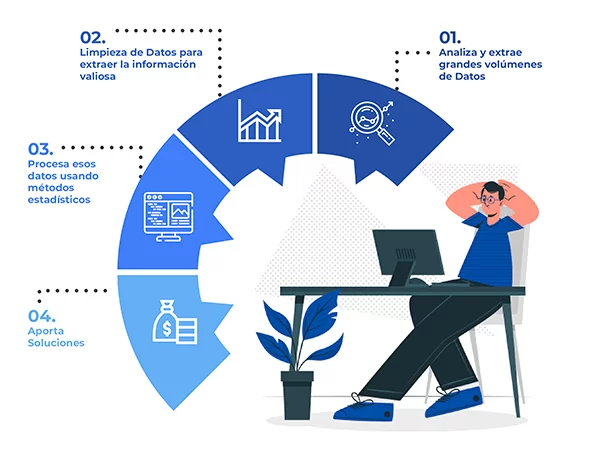 01.
Analiza y extrae
grandes volúmenes
de Datos
02.
Limpieza de Datos para
extraer la información
valiosa
03.
Procesa esos
datos usando
métodos
estadísticos
04.
Aporta
Soluciones